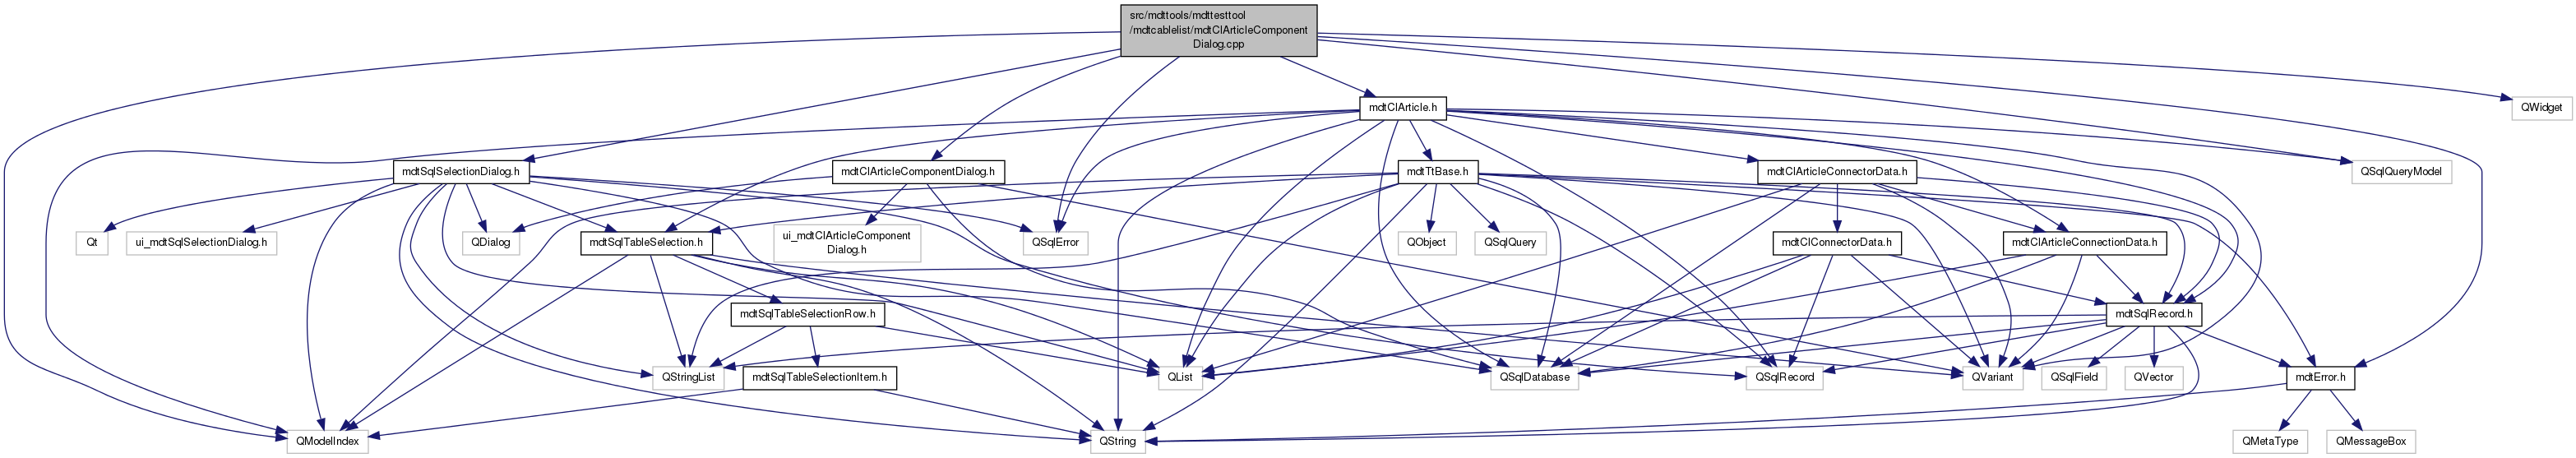 src/mdttools/mdttesttool
/mdtcablelist/mdtClArticleComponent
Dialog.cpp
mdtClArticle.h
QWidget
mdtSqlSelectionDialog.h
mdtClArticleComponentDialog.h
mdtTtBase.h
mdtClArticleConnectorData.h
QSqlQueryModel
Qt
ui_mdtSqlSelectionDialog.h
QDialog
mdtSqlTableSelection.h
ui_mdtClArticleComponent
Dialog.h
QSqlError
QObject
QSqlQuery
mdtClConnectorData.h
mdtClArticleConnectionData.h
mdtSqlTableSelectionRow.h
mdtSqlRecord.h
QStringList
mdtSqlTableSelectionItem.h
QList
QSqlDatabase
QSqlRecord
QVariant
QSqlField
QVector
mdtError.h
QModelIndex
QString
QMetaType
QMessageBox